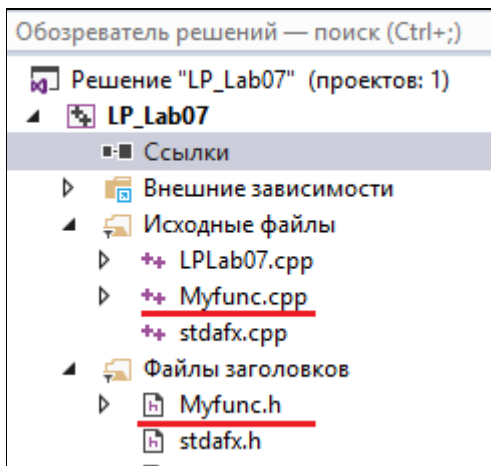 Обозреватель решений — поиск (Ctrl+;)
Решение "LP_Lab07" (проектов: 1)
LP_Lab07
Ссылки
Внешние зависимости
Исходные файлы
LPLab07.cpp
Myfunc.cpp
stdafx.cpp
Файлы заголовков
Myfunc.h
stdafx.h